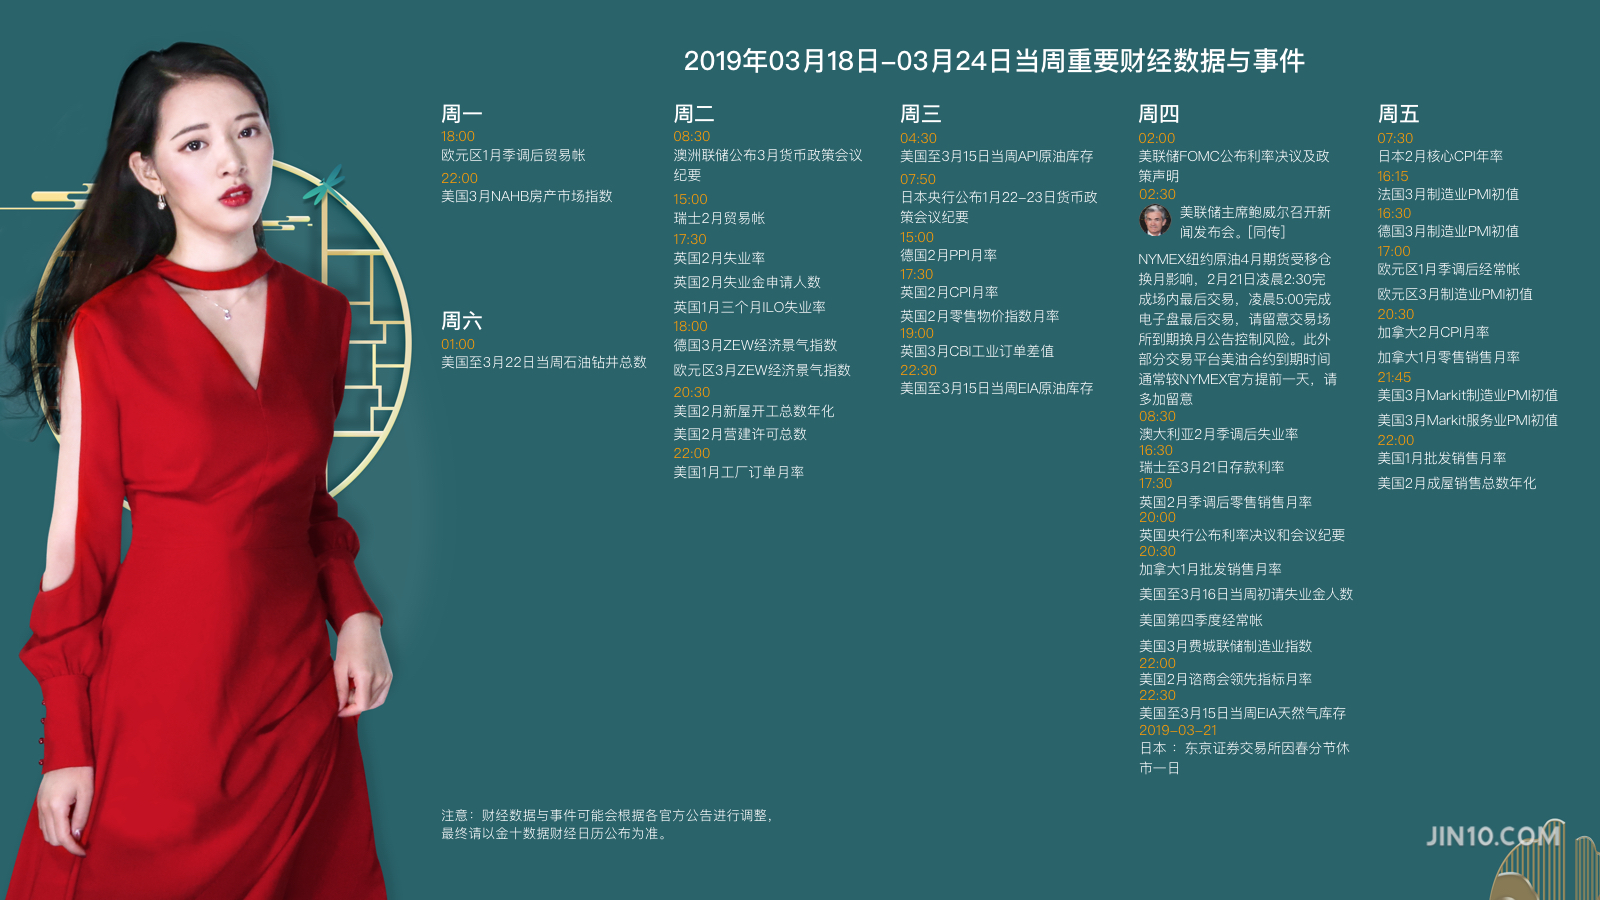 2019年03月18日-03月24日当周重要财经数据与事件
周一
18:00
欧元区1月季调后贸易帐
22:00
美国3月NAHB房产市场指数
周六
01:00
美国至3月22日当周石油钻井总数
周二
08:30
澳洲联储公布3月货币政策会议
纪要
15:00
瑞士2月贸易帐
17:30
英国2月失业率
英国2月失业金申请人数
英国1月三个月ILO失业率
18:00
德国3月ZEW经济景气指数
欧元区3月ZEW经济景气指数
20:30
美国2月新屋开工总数年化
美国2月营建许可总数
22:00
美国1月工厂订单月率
周三
04:30
美国至3月15日当周API原油库存
07:50
日本央行公布1月22-23日货币政
策会议纪要
15:00
德国2月PPI月率
17:30
英国2月CPI月率
英国2月零售物价指数月率
19:00
英国3月CBI工业订单差值
22:30
美国至3月15日当周EIA原油库存
周四
02:00
美联储FOMC公布利率决议及政
策声明
02:30
美联储主席鲍威尔召开新
闻发布会。[同传]
NYMEX纽约原油4月期货受移仓
换月影响，2月21日凌晨2:30完
成场内最后交易，凌晨5:00完成
电子盘最后交易，请留意交易场
所到期换月公告控制风险。此外
部分交易平台美油合约到期时间
通常较NYMEX官方提前一天，请
多加留意
08:30
澳大利亚2月季调后失业率
16:30
瑞士至3月21日存款利率
17:30
英国2月季调后零售销售月率
20:00
英国央行公布利率决议和会议纪要
20:30
加拿大1月批发销售月率
美国至3月16日当周初请失业金人数
美国第四季度经常帐
美国3月费城联储制造业指数
22:00
美国2月谘商会领先指标月率
22:30
美国至3月15日当周EIA天然气库存
2019-03-21
日本：东京证券交易所因春分节休
市一日
周五
07:30
日本2月核心CPI年率
16:15
法国3月制造业PMI初值
16:30
德国3月制造业PMI初值
17:00
欧元区1月季调后经常帐
欧元区3月制造业PMI初值
20:30
加拿大2月CPI月率
加拿大1月零售销售月率
21:45
美国3月Markit制造业PMI初值
美国3月Markit服务业PMI初值
22:00
美国1月批发销售月率
美国2月成屋销售总数年化
注意：财经数据与事件可能会根据各官方公告进行调整，
最终请以金十数据财经日历公布为准。
JIN10.COM